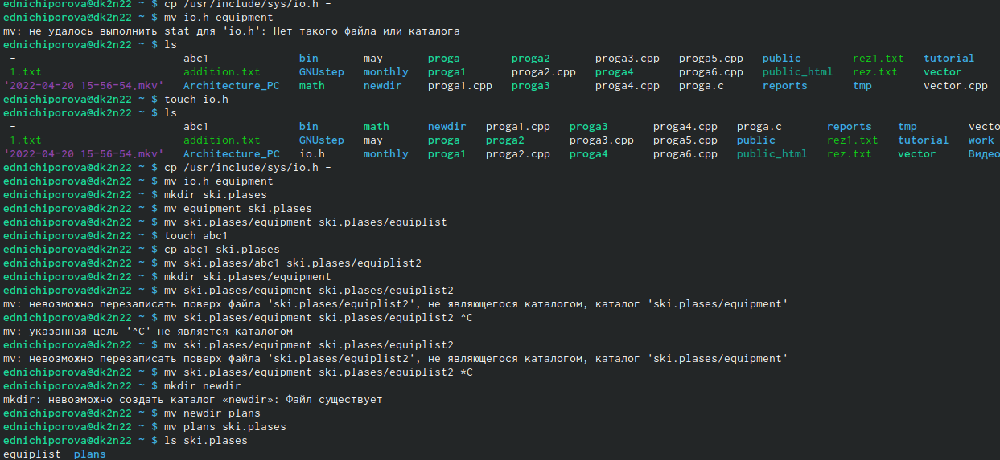 ednichiporova@dk2n22 ~ $ cp /usr/include/sys/io.h -
ednichiporova@dk2n22 ~ $ mv io.h equipment
mv: не удалось выполнить stat для 'io.h': Нет такого файла или каталога
ednichiporova@dk2n22 ~ $ ls
- abc1 bin may proga proga2 proga3.cpp proga5.cpp public rez1.txt tutorial
1.txt addition.txt GNUstep monthly proga1 proga2.cpp proga4 proga6.cpp public_html rez.txt vector
'2022-04-20 15-56-54.mkv' Architecture_PC math newdir proga1.cpp proga3 proga4.cpp proga.c reports tmp vector.cpp
ednichiporova@dk2n22 ~ $ touch io.h
ednichiporova@dk2n22 ~ $ ls
- abc1 bin math newdir proga1.cpp proga3 proga4.cpp proga.c reports tmp vecto
1.txt addition.txt GNUstep may proga proga2 proga3.cpp proga5.cpp public rez1.txt tutorial work
'2022-04-20 15-56-54.mkv' Architecture_PC io.h monthly proga1 proga2.cpp proga4 proga6.cpp public_html rez.txt vector Видео
ednichiporova@dk2n22 ~ $ cp /usr/include/sys/io.h -
ednichiporova@dk2n22 ~ $ mv io.h equipment
ednichiporova@dk2n22 ~ $ mkdir ski.plases
ednichiporova@dk2n22 ~ $ mv equipment ski.plases
ednichiporova@dk2n22 ~ $ mv ski.plases/equipment ski.plases/equiplist
ednichiporova@dk2n22 ~ $ touch abc1
ednichiporova@dk2n22 ~ $ cp abc1 ski.plases
ednichiporova@dk2n22 ~ $ mv ski.plases/abc1 ski.plases/equiplist2
ednichiporova@dk2n22 ~ $ mkdir ski.plases/equipment
ednichiporova@dk2n22 ~ $ mv ski.plases/equipment ski.plases/equiplist2
mv: невозможно перезаписать поверх файла 'ski.plases/equiplist2', не являющегося каталогом, каталог 'ski.plases/equipment'
ednichiporova@dk2n22 ~ $ mv ski.plases/equipment ski.plases/equiplist2 ^C
mv: указанная цель '^C' не является каталогом
ednichiporova@dk2n22 ~ $ mv ski.plases/equipment ski.plases/equiplist2
mv: невозможно перезаписать поверх файла 'ski.plases/equiplist2', не являющегося каталогом, каталог 'ski.plases/equipment'
ednichiporova@dk2n22 ~ $ mv ski.plases/equipment ski.plases/equiplist2 *C
ednichiporova@dk2n22 ~ $ mkdir newdir
mkdir: невозможно создать каталог «newdir»: Файл существует
ednichiporova@dk2n22 ~ $ mv newdir plans
ednichiporova@dk2n22 ~ $ mv plans ski.plases
ednichiporova@dk2n22 ~ $ ls ski.plases
equiplist plans